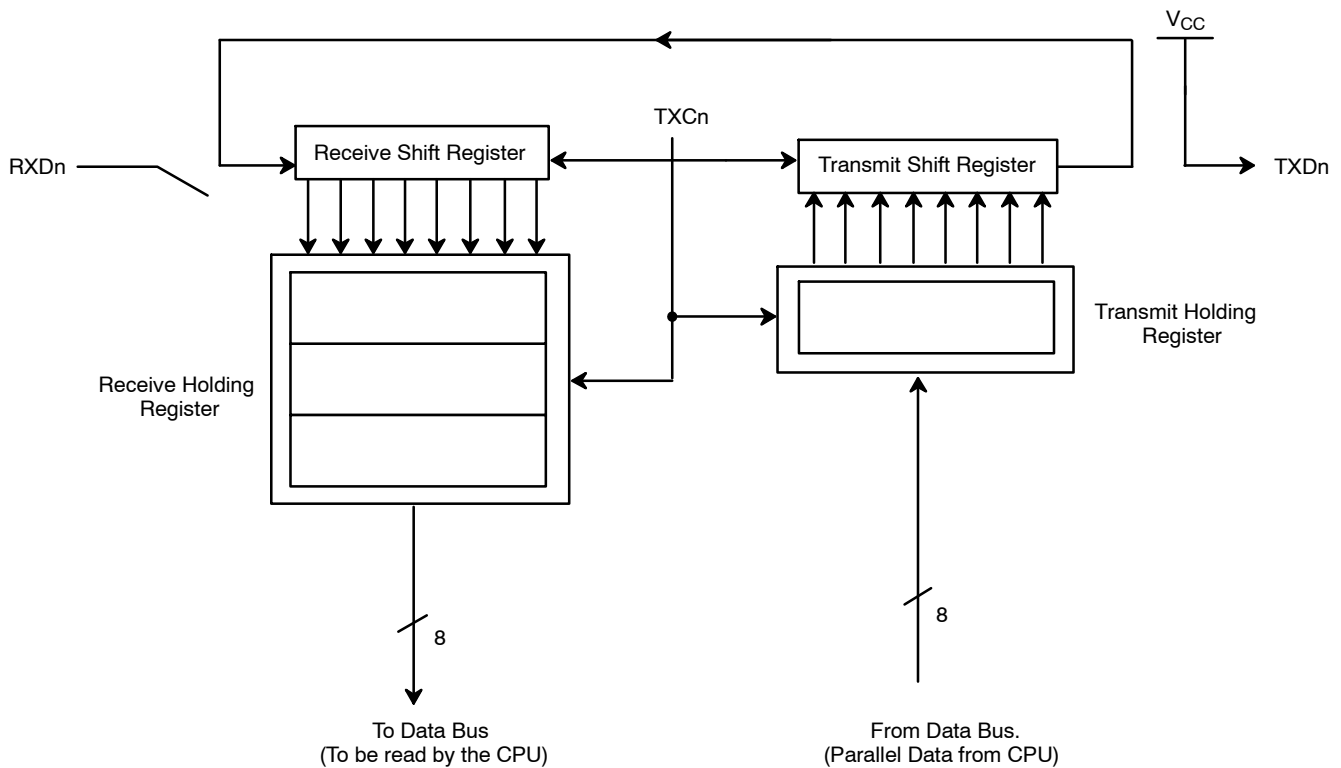 VCC
TXCn
RXDn
Receive Shift Register
Transmit Shift Register
TXDn
Transmit Holding
Register
Receive Holding
Register
8
8
To Data Bus
(To be read by the CPU)
From Data Bus.
(Parallel Data from CPU)